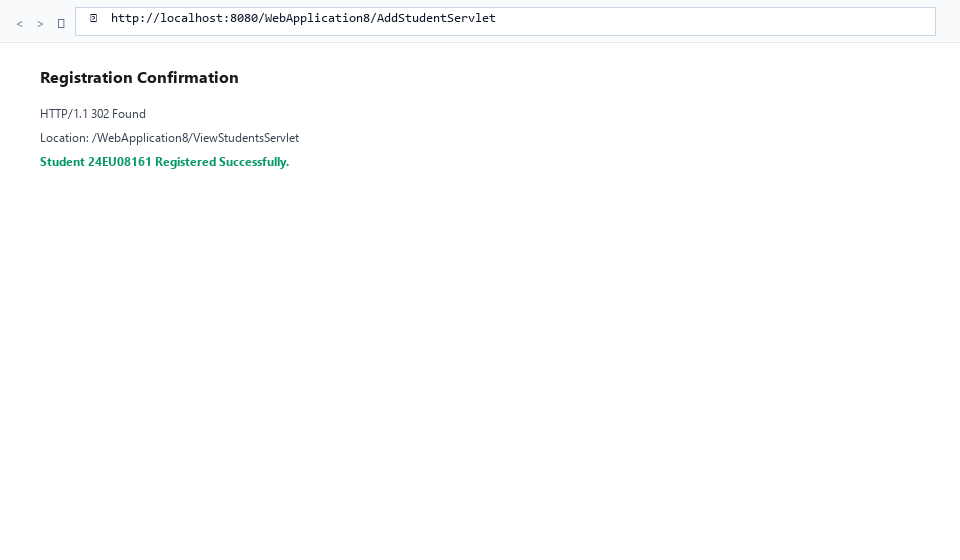 < >
http://localhost:8080/WebApplication8/AddStudentServlet
Registration Confirmation
HTTP/1.1 302 Found
Location: /WebApplication8/ViewStudentsServlet
Student 24EU08161 Registered Successfully.